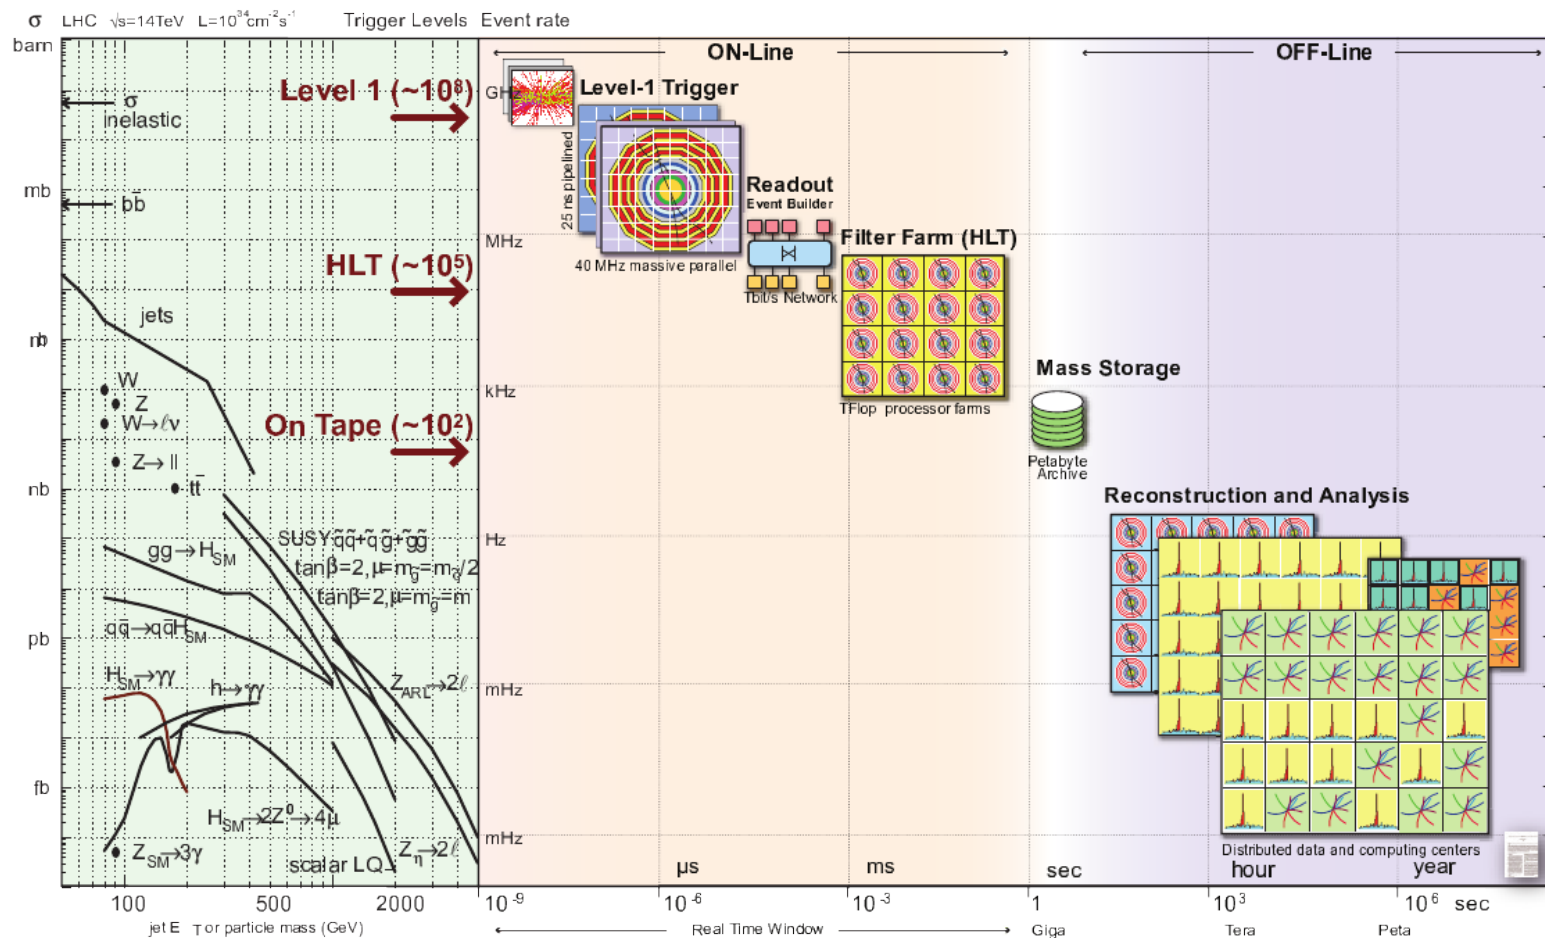 σ LHC √s=14TeV L=10³⁴cm⁻²s⁻¹ Trigger Levels Event rate
barn
ON-Line
OFF-Line
Level 1 (~10⁸)
GHz
Level-1 Trigger
σ
inelastic
25 ns pipelined
mb
bb̄
Readout
Event Builder
MHz
Filter Farm (HLT)
HLT (~10⁵)
40 MHz massive parallel
Tbit/s Network
jets
Mass Storage
W
kHz
Z
TFlop processor farms
On Tape (~10²)
W→ℓν
Z→ll
Petabyte
Archive
nb
tt̄
Reconstruction and Analysis
SUSY q̃q̃+q̃g̃+g̃g̃
Hz
gg→H_SM
tanβ=2, μ=m_g̃=m_q̃/2
tanβ=2, μ=m_g̃=m
qq̄→qq̄H_SM
pb
H_SM→γγ
h→γγ
Z_ARL→2ℓ
mHz
fb
H_SM→2Z⁰→4μ
mHz
Z_SM→3γ
scalar LQ
Z_η→2ℓ
Distributed data and computing centers
μs
ms
sec
hour
year
100 500 2000 10⁻⁹ 10⁻⁶ 10⁻³ 1 10³ 10⁶ sec
jet E T or particle mass (GeV) Real Time Window Giga Tera Peta